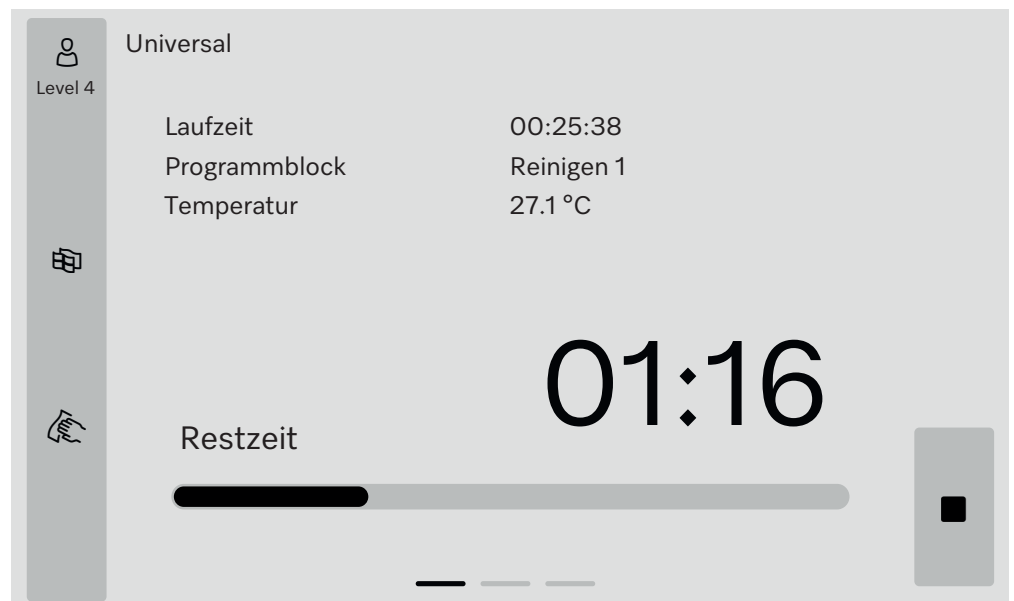 Level 4
Universal
Laufzeit 00:25:38
Programmblock Reinigen 1
Temperatur 27.1 °C
01:16
Restzeit